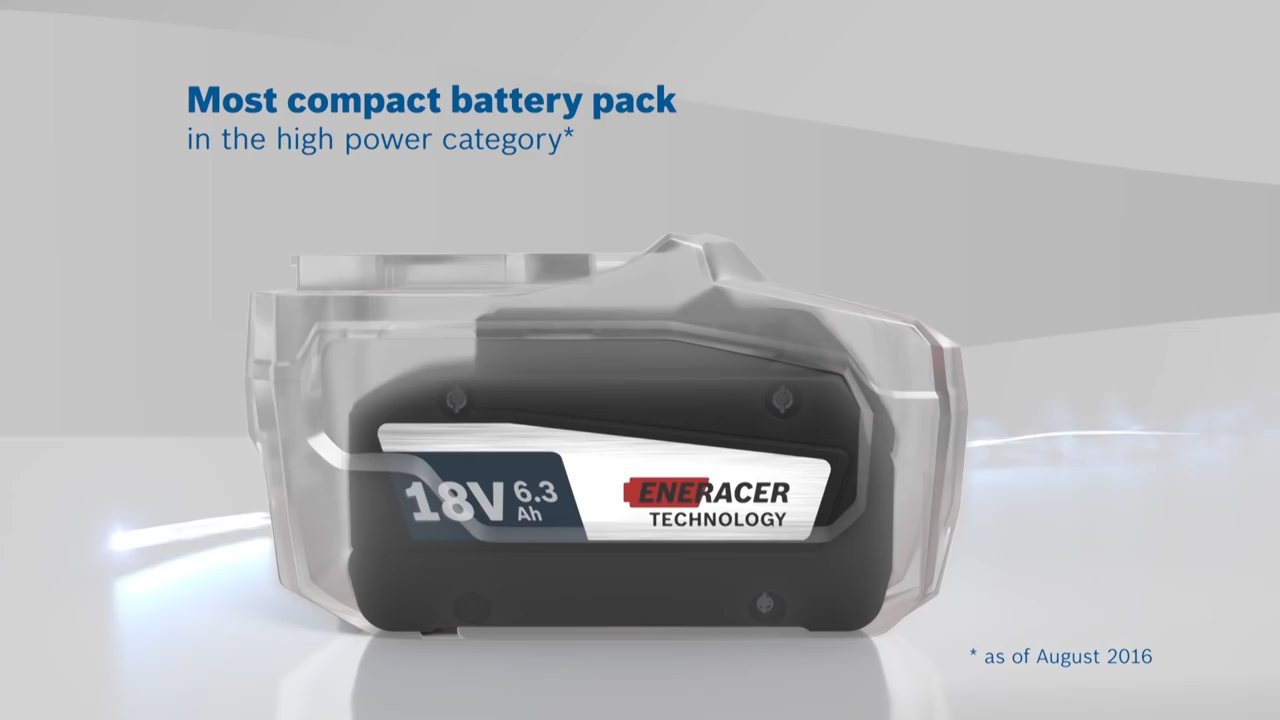 Most compact battery pack
in the high power category*
18V 6.3 Ah
ENERACER
TECHNOLOGY
* as of August 2016